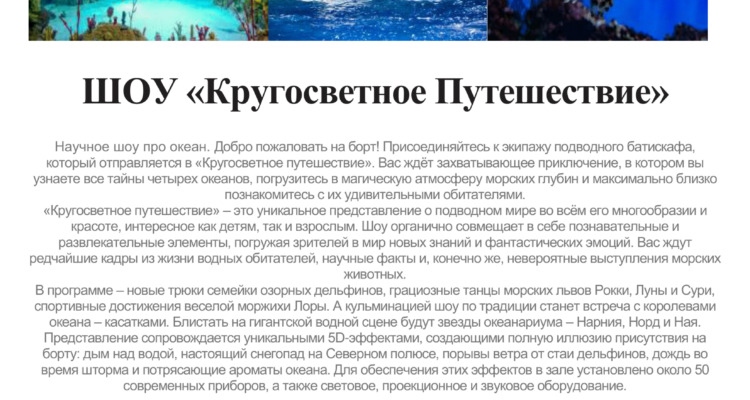 ШОУ «Кругосветное Путешествие»
Научное шоу про океан. Добро пожаловать на борт! Присоединяйтесь к экипажу подводного батискафа,
который отправляется в «Кругосветное путешествие». Вас ждёт захватывающее приключение, в котором вы
узнаете все тайны четырех океанов, погрузитесь в магическую атмосферу морских глубин и максимально близко
познакомитесь с их удивительными обитателями.
«Кругосветное путешествие» – это уникальное представление о подводном мире во всём его многообразии и
красоте, интересное как детям, так и взрослым. Шоу органично совмещает в себе познавательные и
развлекательные элементы, погружая зрителей в мир новых знаний и фантастических эмоций. Вас ждут
редчайшие кадры из жизни водных обитателей, научные факты и, конечно же, невероятные выступления морских
животных.
В программе – новые трюки семейки озорных дельфинов, грациозные танцы морских львов Рокки, Луны и Сури,
спортивные достижения веселой моржихи Лоры. А кульминацией шоу по традиции станет встреча с королевами
океана – касатками. Блистать на гигантской водной сцене будут звезды океанариума – Нарния, Норд и Ная.
Представление сопровождается уникальными 5D-эффектами, создающими полную иллюзию присутствия на
борту: дым над водой, настоящий снегопад на Северном полюсе, порывы ветра от стаи дельфинов, дождь во
время шторма и потрясающие ароматы океана. Для обеспечения этих эффектов в зале установлено около 50
современных приборов, а также световое, проекционное и звуковое оборудование.